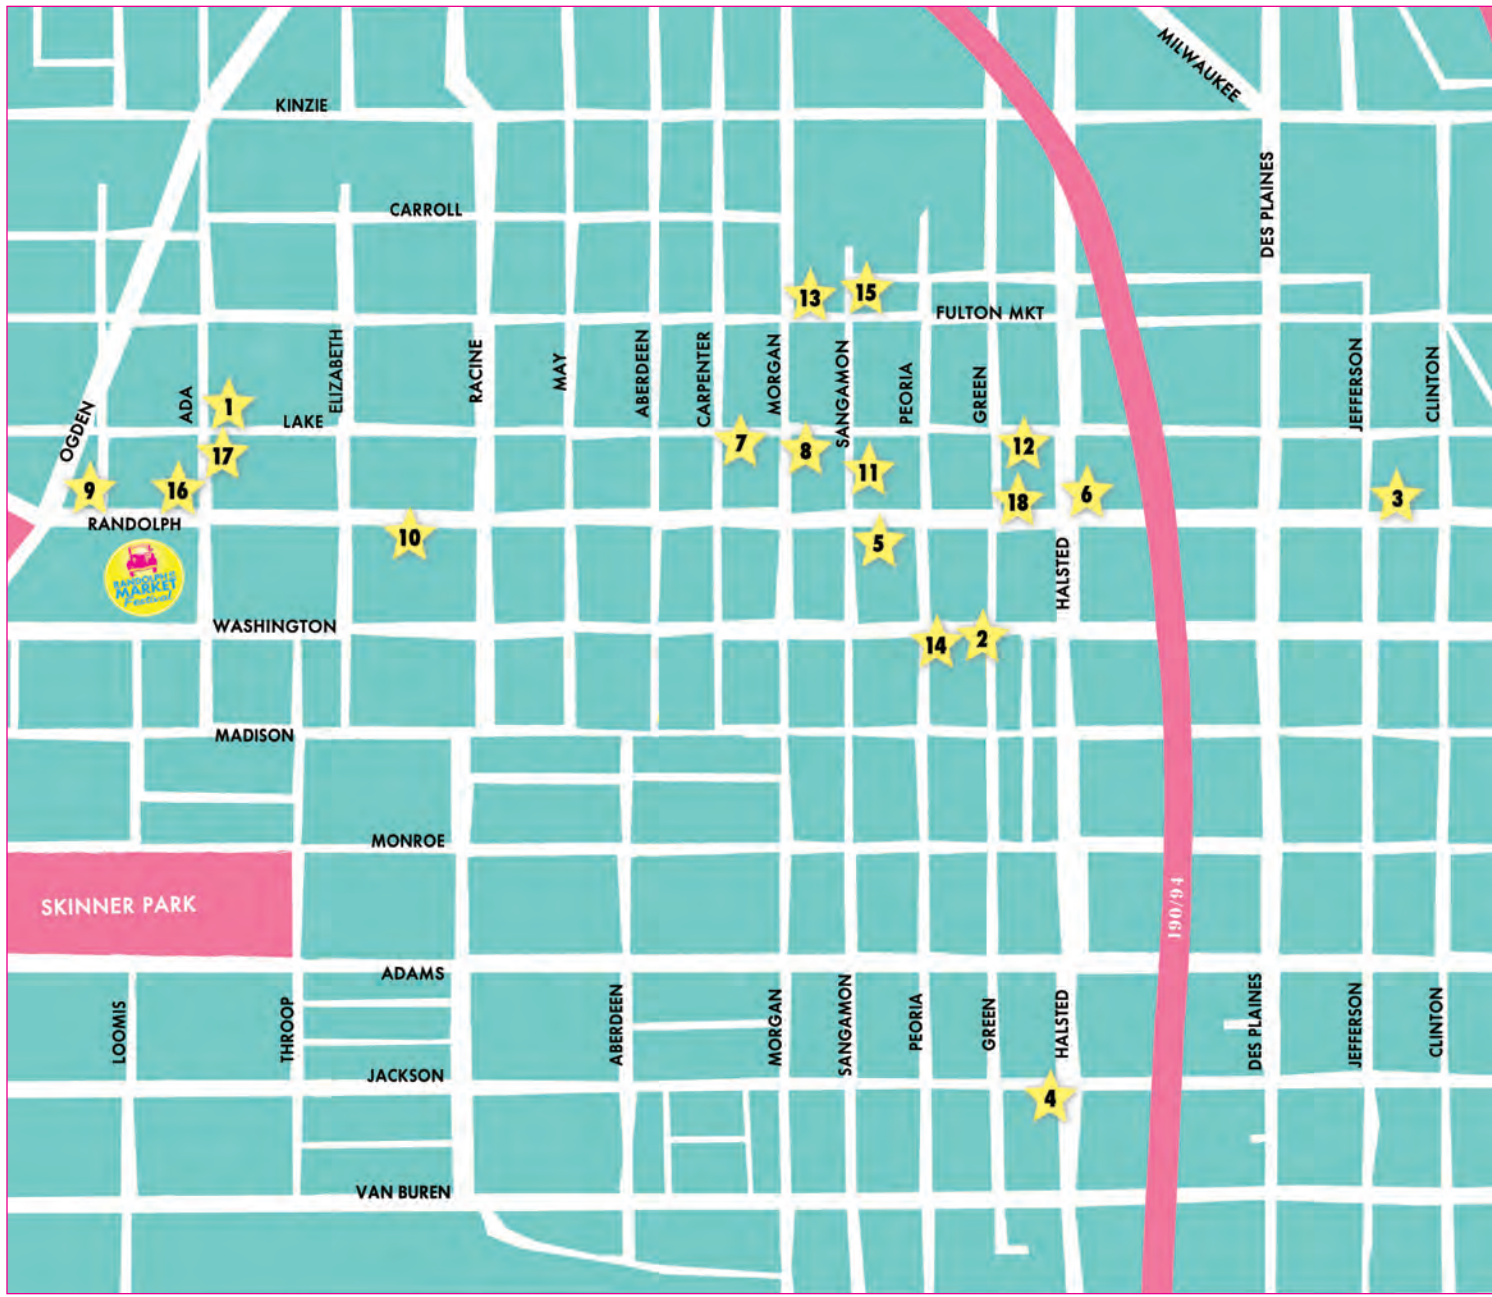 MILWAUKEE
KINZIE
DES PLAINES
CARROLL
13
15
FULTON MKT
OGDEN
ADA
ELIZABETH
RACINE
MAY
ABERDEEN
CARPENTER
MORGAN
SANGAMON
PEORIA
GREEN
JEFFERSON
CLINTON
1
LAKE
17
7
8
11
12
9
16
18
6
3
RANDOLPH
10
5
HALSTED
RANDOLPH ST
MARKET
Festival
WASHINGTON
14
2
MADISON
MONROE
SKINNER PARK
190/94
ADAMS
LOOMIS
THROOP
ABERDEEN
MORGAN
SANGAMON
PEORIA
GREEN
HALSTED
DES PLAINES
JEFFERSON
CLINTON
JACKSON
4
VAN BUREN